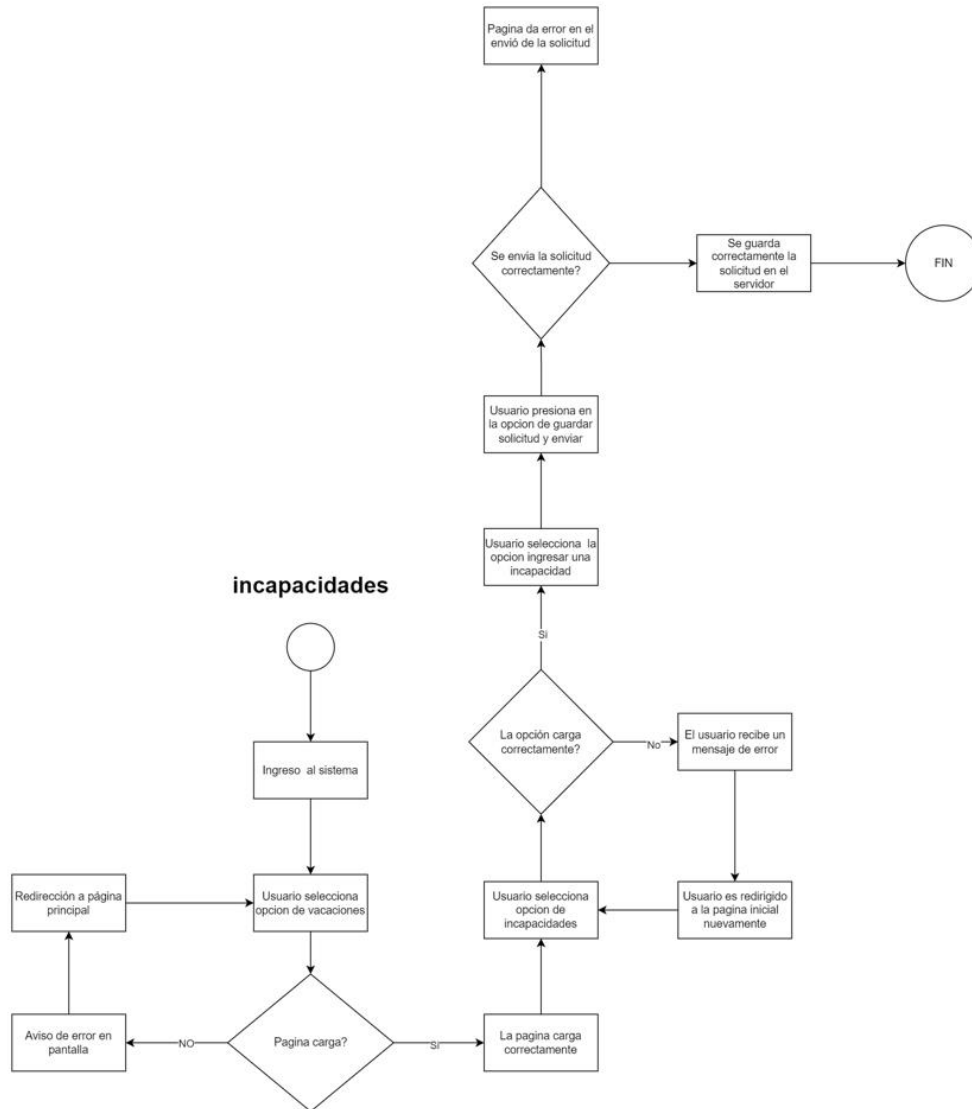 Pagina da error en el
envió de la solicitud
Se envia la solicitud
correctamente?
Se guarda
correctamente la
solicitud en el
servidor
FIN
Usuario presiona en
la opcion de guardar
solicitud y enviar
Usuario selecciona la
opcion ingresar una
incapacidad
incapacidades
Si
La opción carga
correctamente?
No
El usuario recibe un
mensaje de error
Ingreso al sistema
Redirección a página
principal
Usuario selecciona
opcion de vacaciones
Usuario selecciona
opcion de
incapacidades
Usuario es redirigido
a la pagina inicial
nuevamente
Aviso de error en
pantalla
NO
Pagina carga?
Si
La pagina carga
correctamente